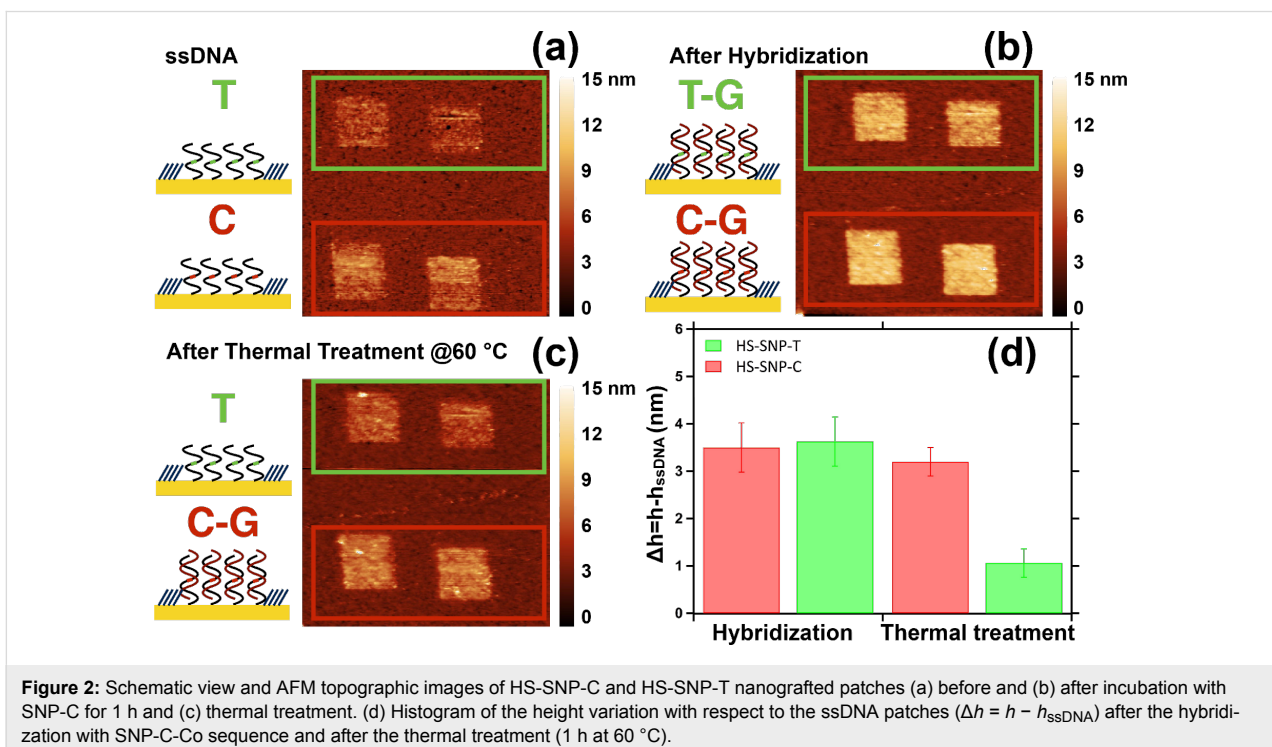 ssDNA
(a)
T
C
15 nm
12
9
6
3
0
After Hybridization
(b)
T-G
C-G
15 nm
12
9
6
3
0
After Thermal Treatment @60 °C
(c)
T
C-G
15 nm
12
9
6
3
0
(d)
HS-SNP-T
HS-SNP-C
6
5
4
3
2
1
0
Δh=h-hssDNA (nm)
Hybridization
Thermal treatment
Figure 2: Schematic view and AFM topographic images of HS-SNP-C and HS-SNP-T nanografted patches (a) before and (b) after incubation with
SNP-C for 1 h and (c) thermal treatment. (d) Histogram of the height variation with respect to the ssDNA patches (Δh = h − hssDNA) after the hybridi-
zation with SNP-C-Co sequence and after the thermal treatment (1 h at 60 °C).